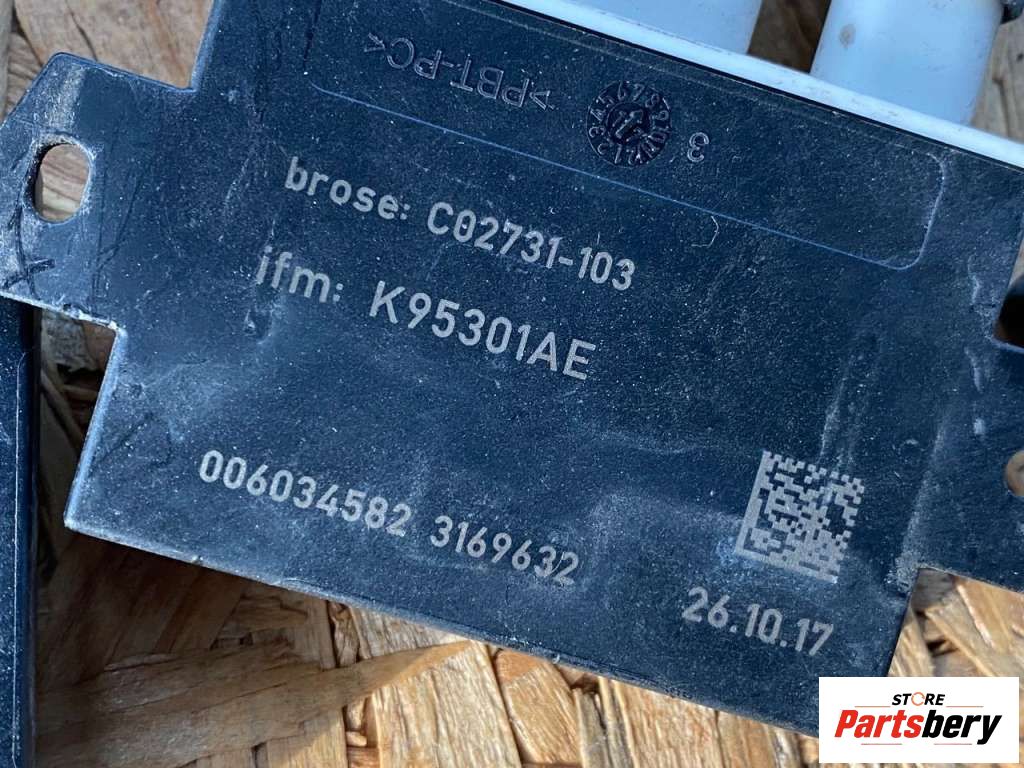 >PBT-PC<
3
brose: C02731-103
ifm: K95301AE
006034582 3169632
26.10.17
STORE
Partsbery